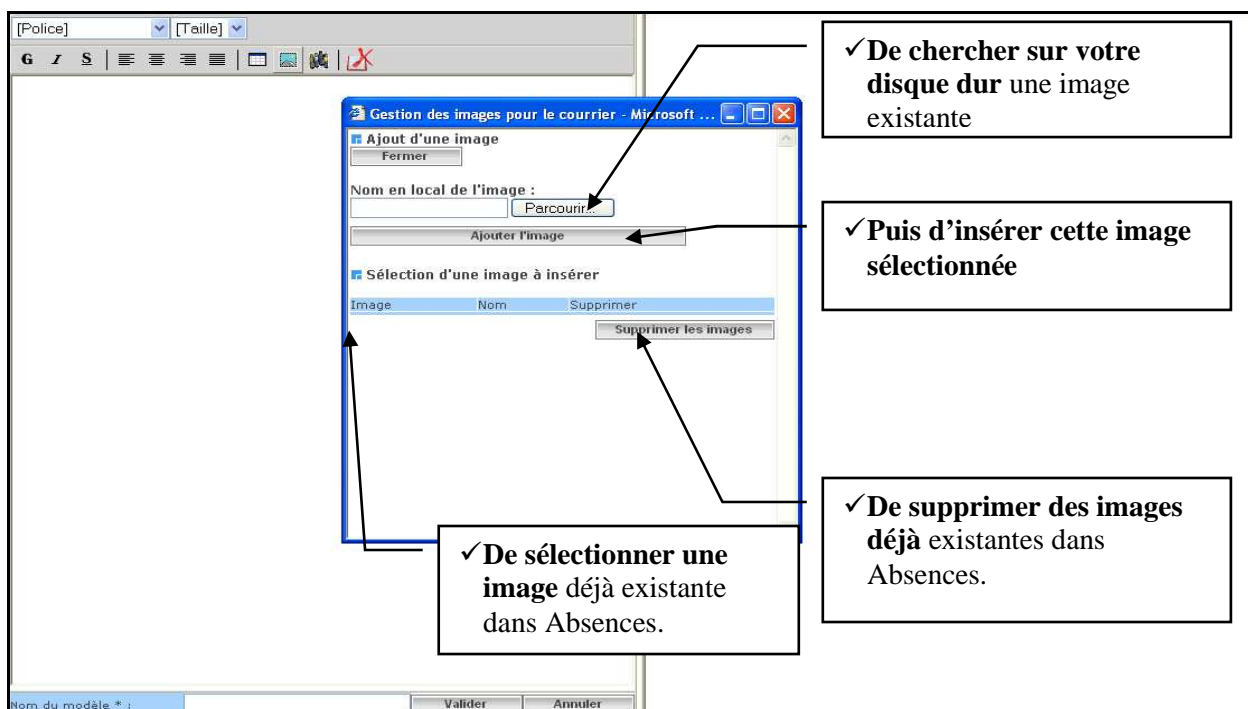 [Police] [Taille]
G I S
Gestion des images pour le courrier - Microsoft ...
Ajout d'une image
Fermer
Nom en local de l'image :
Parcourir...
Ajouter l'image
Sélection d'une image à insérer
Image Nom Supprimer
Supprimer les images
✓De chercher sur votre
disque dur une image
existante
✓Puis d’insérer cette image
sélectionnée
✓De supprimer des images
déjà existantes dans
Absences.
✓De sélectionner une
image déjà existante
dans Absences.
Nom du modèle * :
Valider Annuler